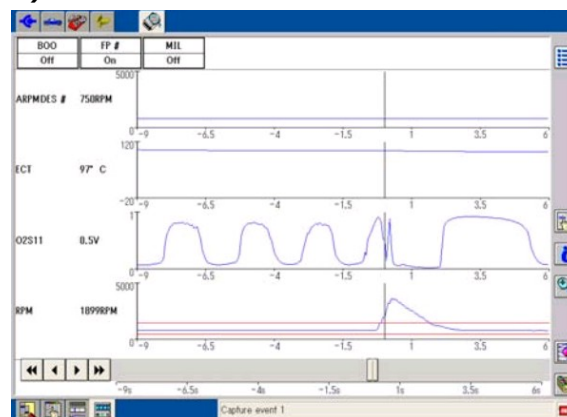 BOO FP # MIL
Off On Off
5000
ARPMDES # 750RPM
0
-9 -6.5 -4 -1.5 1 3.5 6
120
ECT 97° C
-20
-9 -6.5 -4 -1.5 1 3.5 6
1
O2S11 0.5V
0
-9 -6.5 -4 -1.5 1 3.5 6
5000
RPM 1899RPM
0
-9 -6.5 -4 -1.5 1 3.5 6
-9s -6.5s -4s -1.5s 1s 3.5s 6s
Capture event 1